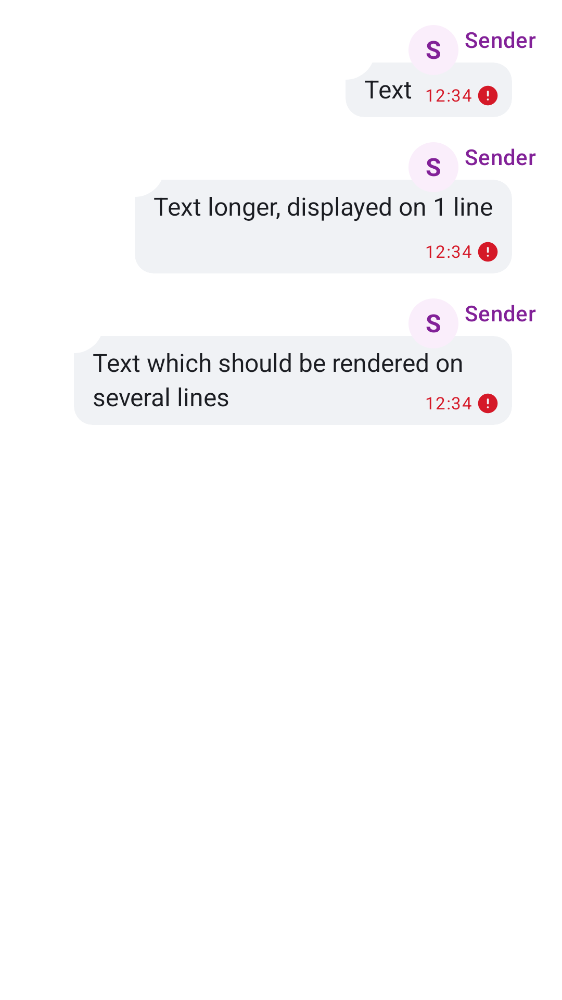 S Sender
Text 12:34
S Sender
Text longer, displayed on 1 line
12:34
S Sender
Text which should be rendered on
several lines 12:34